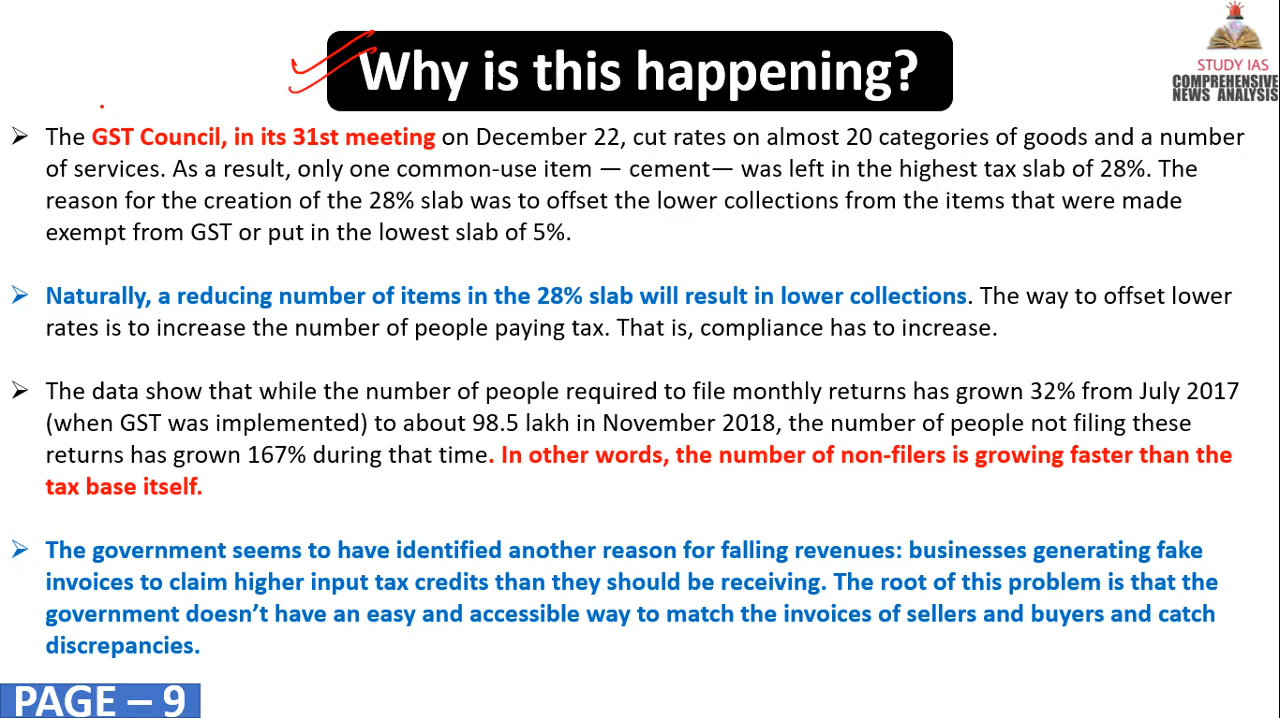 Why is this happening?
STUDY IAS
COMPREHENSIVE
NEWS ANALYSIS
➢ The GST Council, in its 31st meeting on December 22, cut rates on almost 20 categories of goods and a number
of services. As a result, only one common-use item — cement— was left in the highest tax slab of 28%. The
reason for the creation of the 28% slab was to offset the lower collections from the items that were made
exempt from GST or put in the lowest slab of 5%.
➢ Naturally, a reducing number of items in the 28% slab will result in lower collections. The way to offset lower
rates is to increase the number of people paying tax. That is, compliance has to increase.
➢ The data show that while the number of people required to file monthly returns has grown 32% from July 2017
(when GST was implemented) to about 98.5 lakh in November 2018, the number of people not filing these
returns has grown 167% during that time. In other words, the number of non-filers is growing faster than the
tax base itself.
➢ The government seems to have identified another reason for falling revenues: businesses generating fake
invoices to claim higher input tax credits than they should be receiving. The root of this problem is that the
government doesn’t have an easy and accessible way to match the invoices of sellers and buyers and catch
discrepancies.
PAGE – 9